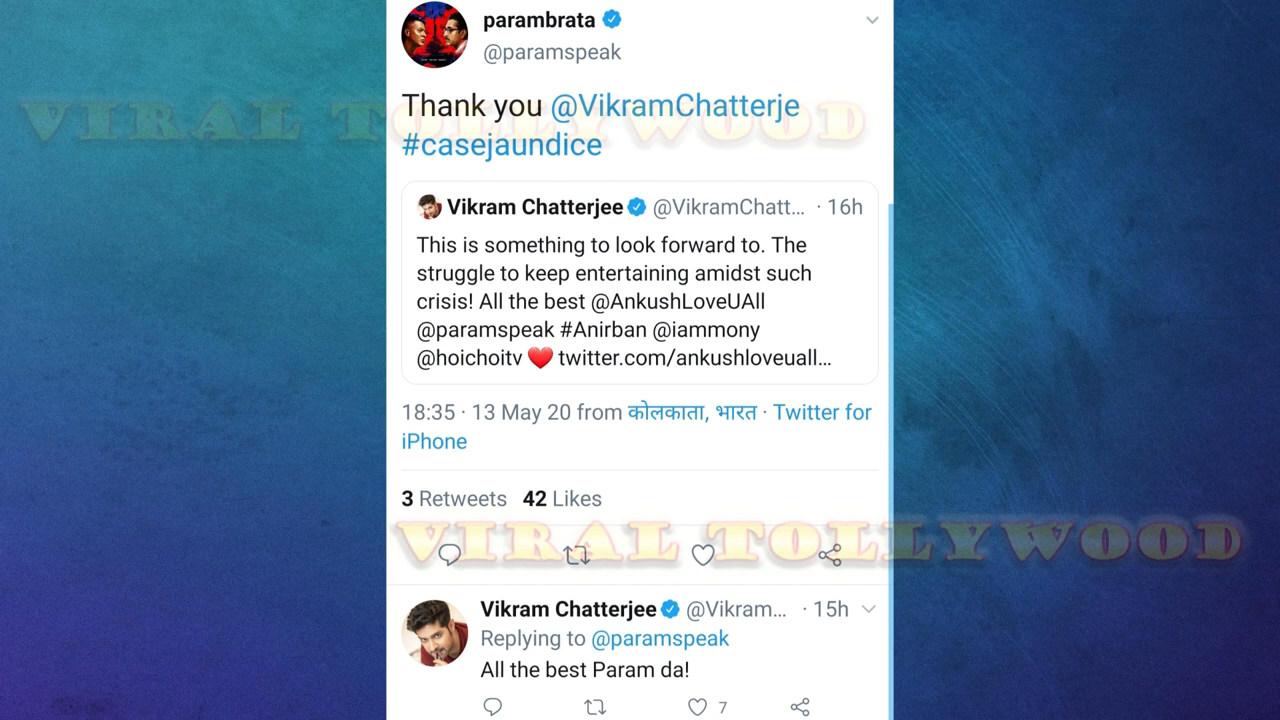 parambrata
@paramspeak
Thank you @VikramChatterje
#casejaundice
VIRAL TOLLYWOOD
Vikram Chatterjee @VikramChatt... · 16h
This is something to look forward to. The
struggle to keep entertaining amidst such
crisis! All the best @AnkushLoveUAll
@paramspeak #Anirban @iammony
@hoichoitv ❤️ twitter.com/ankushloveuall...
18:35 · 13 May 20 from कोलकाता, भारत · Twitter for
iPhone
3 Retweets 42 Likes
VIRAL TOLLYWOOD
Vikram Chatterjee @Vikram... · 15h
Replying to @paramspeak
All the best Param da!
7